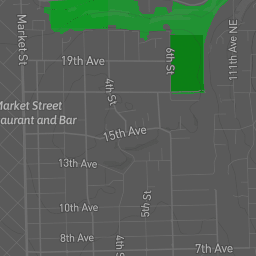 Market St
6th St
111th Ave NE
19th Ave
4th St
Market Street
aurant and Bar
15th Ave
13th Ave
5th St
10th Ave
8th Ave
4th St
7th Ave